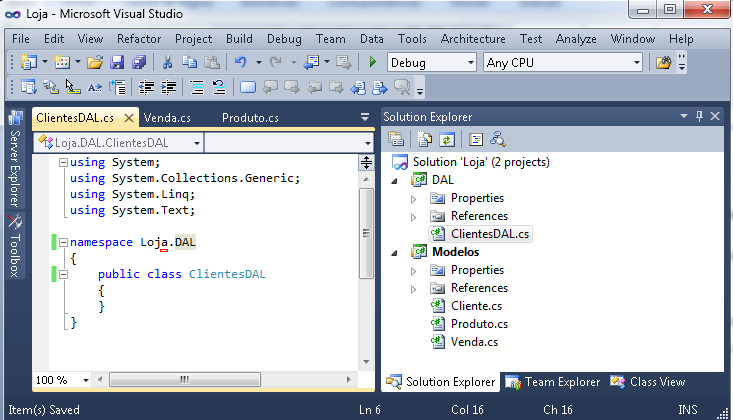 Loja - Microsoft Visual Studio
File Edit View Refactor Project Build Debug Team Data Tools Architecture Test Analyze Window Help
Debug Any CPU
Server Explorer
Toolbox
ClientesDAL.cs Venda.cs Produto.cs
Loja.DAL.ClientesDAL
using System;
using System.Collections.Generic;
using System.Linq;
using System.Text;
namespace Loja.DAL
{
public class ClientesDAL
{
}
}
100 %
Solution Explorer
Solution 'Loja' (2 projects)
DAL
Properties
References
ClientesDAL.cs
Modelos
Properties
References
Cliente.cs
Produto.cs
Venda.cs
Solution Explorer Team Explorer Class View
Item(s) Saved Ln 6 Col 16 Ch 16 INS